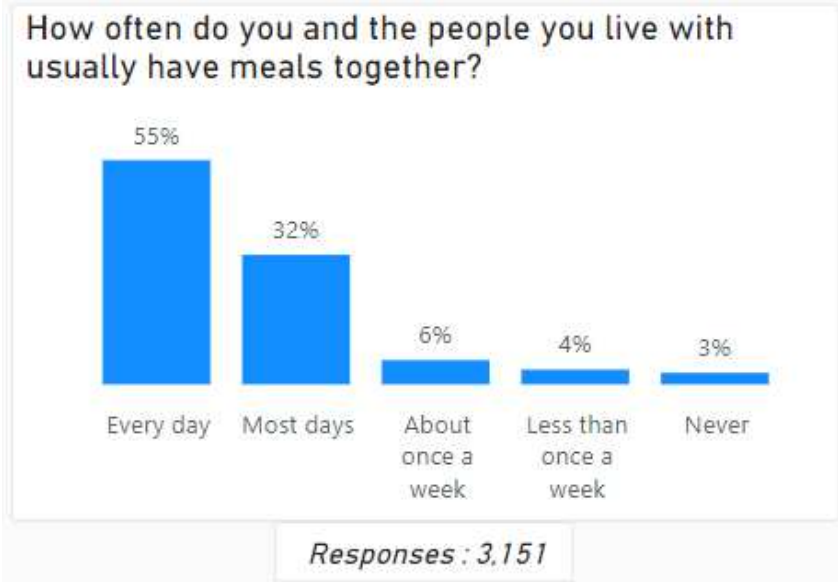 How often do you and the people you live with
usually have meals together?
55%
32%
6%
4%
3%
Every day
Most days
About
once a
week
Less than
once a
week
Never
Responses : 3,151